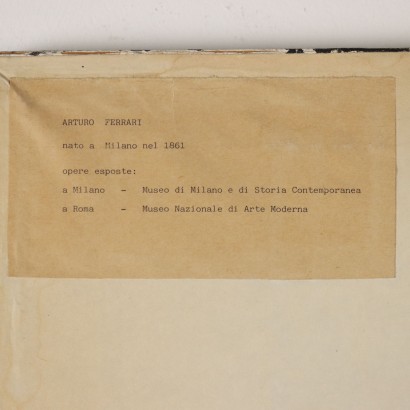 ARTURO FERRARI
nato a Milano nel 1861
opere eaposte:
a Milano - Museo di Milano e di Storia Contemporanea
a Roma - Museo Nazionale di Arte Moderna